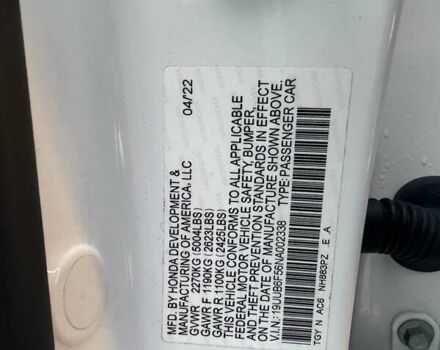 MFD. BY HONDA DEVELOPMENT &
MANUFACTURING OF AMERICA, LLC 04/22
GVWR 2272KG (5004LBS)
GAWR F 1190KG (2623LBS)
GAWR R 1100KG (2425LBS)
THIS VEHICLE CONFORMS TO ALL APPLICABLE
FEDERAL MOTOR VEHICLE SAFETY, BUMPER,
AND THEFT PREVENTION STANDARDS IN EFFECT
ON THE DATE OF MANUFACTURE SHOWN ABOVE.
V.I.N.: 19UUB6F56NA002338 TYPE:PASSENGER CAR
TGY N AC6 NH883PZ E A